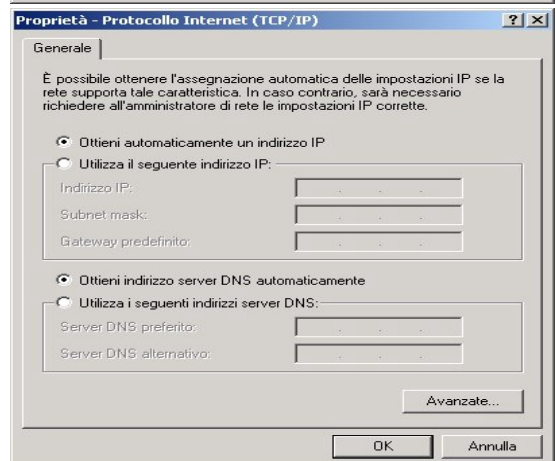 Proprietà - Protocollo Internet (TCP/IP)
Generale
È possibile ottenere l'assegnazione automatica delle impostazioni IP se la
rete supporta tale caratteristica. In caso contrario, sarà necessario
richiedere all'amministratore di rete le impostazioni IP corrette.
Ottieni automaticamente un indirizzo IP
Utilizza il seguente indirizzo IP:
Indirizzo IP:
Subnet mask:
Gateway predefinito:
Ottieni indirizzo server DNS automaticamente
Utilizza i seguenti indirizzi server DNS:
Server DNS preferito:
Server DNS alternativo:
Avanzate...
OK Annulla